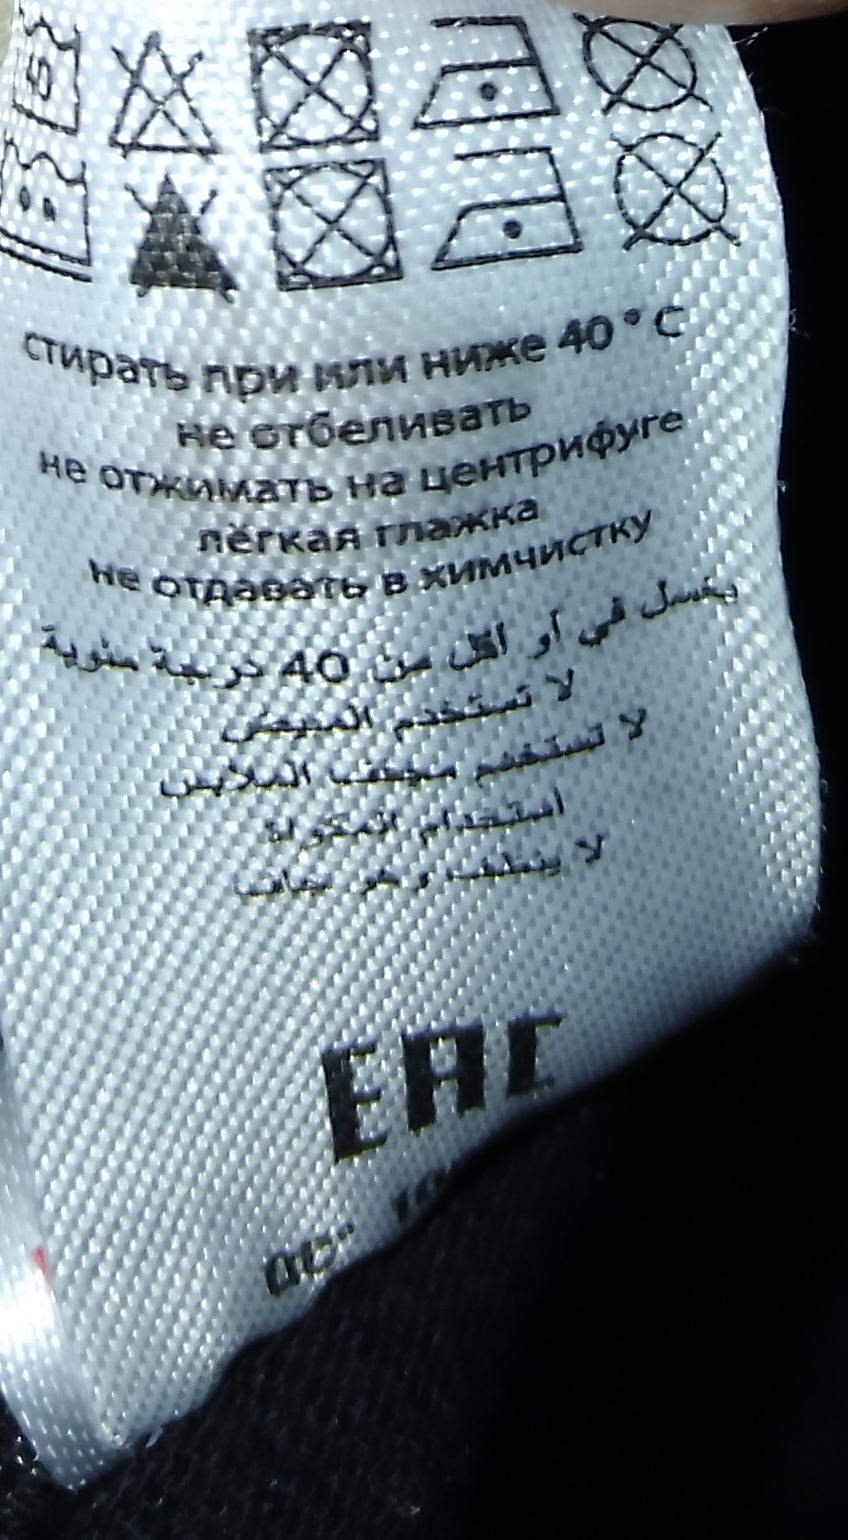 стирать при или ниже 40°C
не отбеливать
не отжимать на центрифуге
лёгкая глажка
не отдавать в химчистку
يغسل في أو أقل من 40 درجة مئوية
لا تستخدم المبيض
لا تستخدم مجفف الملابس
استخدام المكواة
لا ينظف وهو جاف
EAC